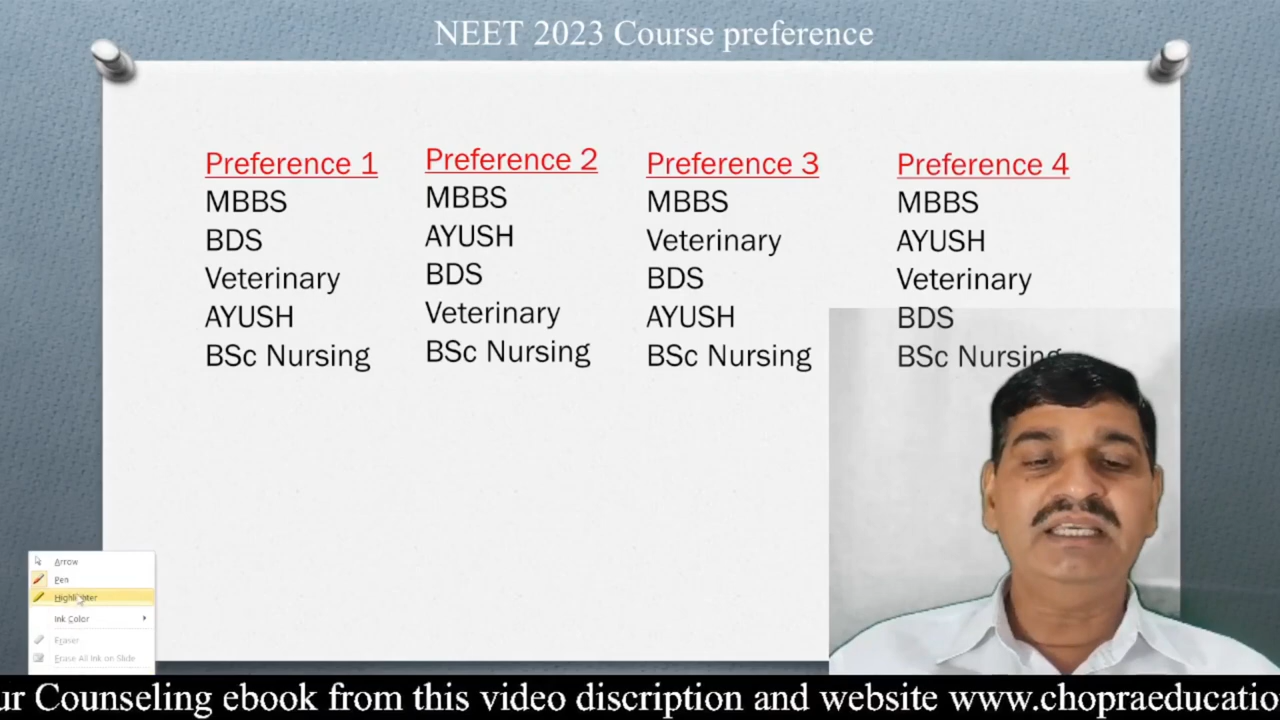 NEET 2023 Course preference
Preference 1
MBBS
BDS
Veterinary
AYUSH
BSc Nursing
Preference 2
MBBS
AYUSH
BDS
Veterinary
BSc Nursing
Preference 3
MBBS
Veterinary
BDS
AYUSH
BSc Nursing
Preference 4
MBBS
AYUSH
Veterinary
BDS
BSc Nursing
Arrow
Pen
Highlighter
Ink Color
Eraser
Erase All Ink on Slide
ur Counseling ebook from this video discription and website www.chopraeducatio